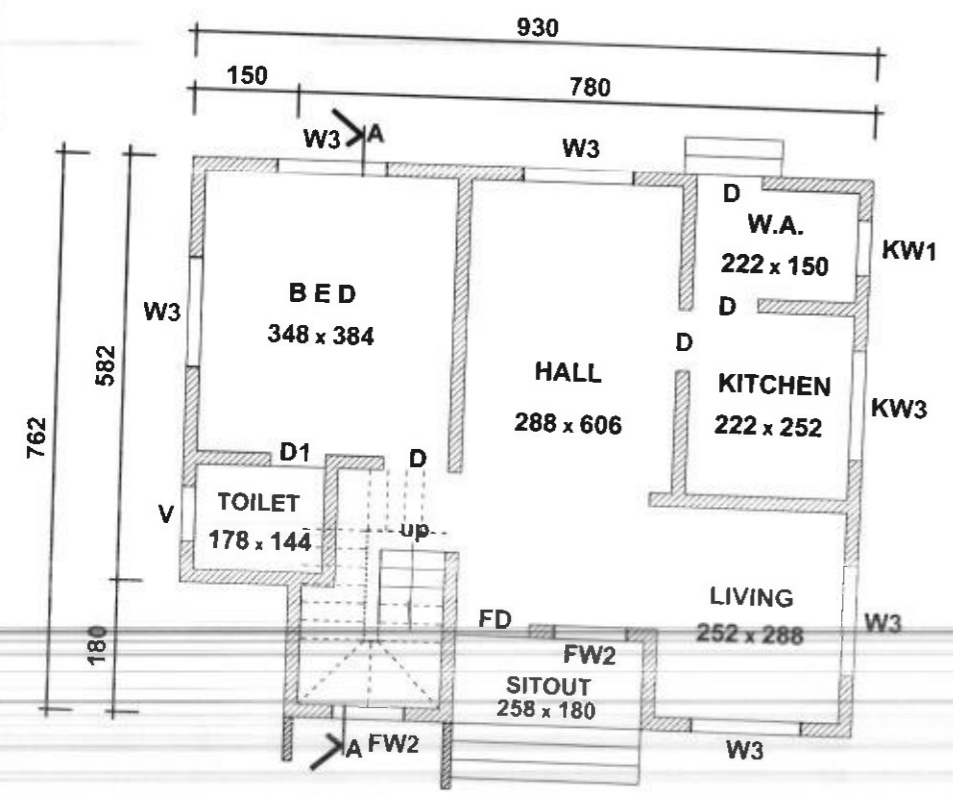 930
150
780
W3
A
W3
D
W.A.
222 x 150
KW1
BED
348 x 384
W3
D
D
HALL
288 x 606
KITCHEN
222 x 252
KW3
582
762
D1
D
TOILET
178 x 144
V
up
LIVING
252 x 288
W3
FD
FW2
180
SITOUT
258 x 180
A
FW2
W3